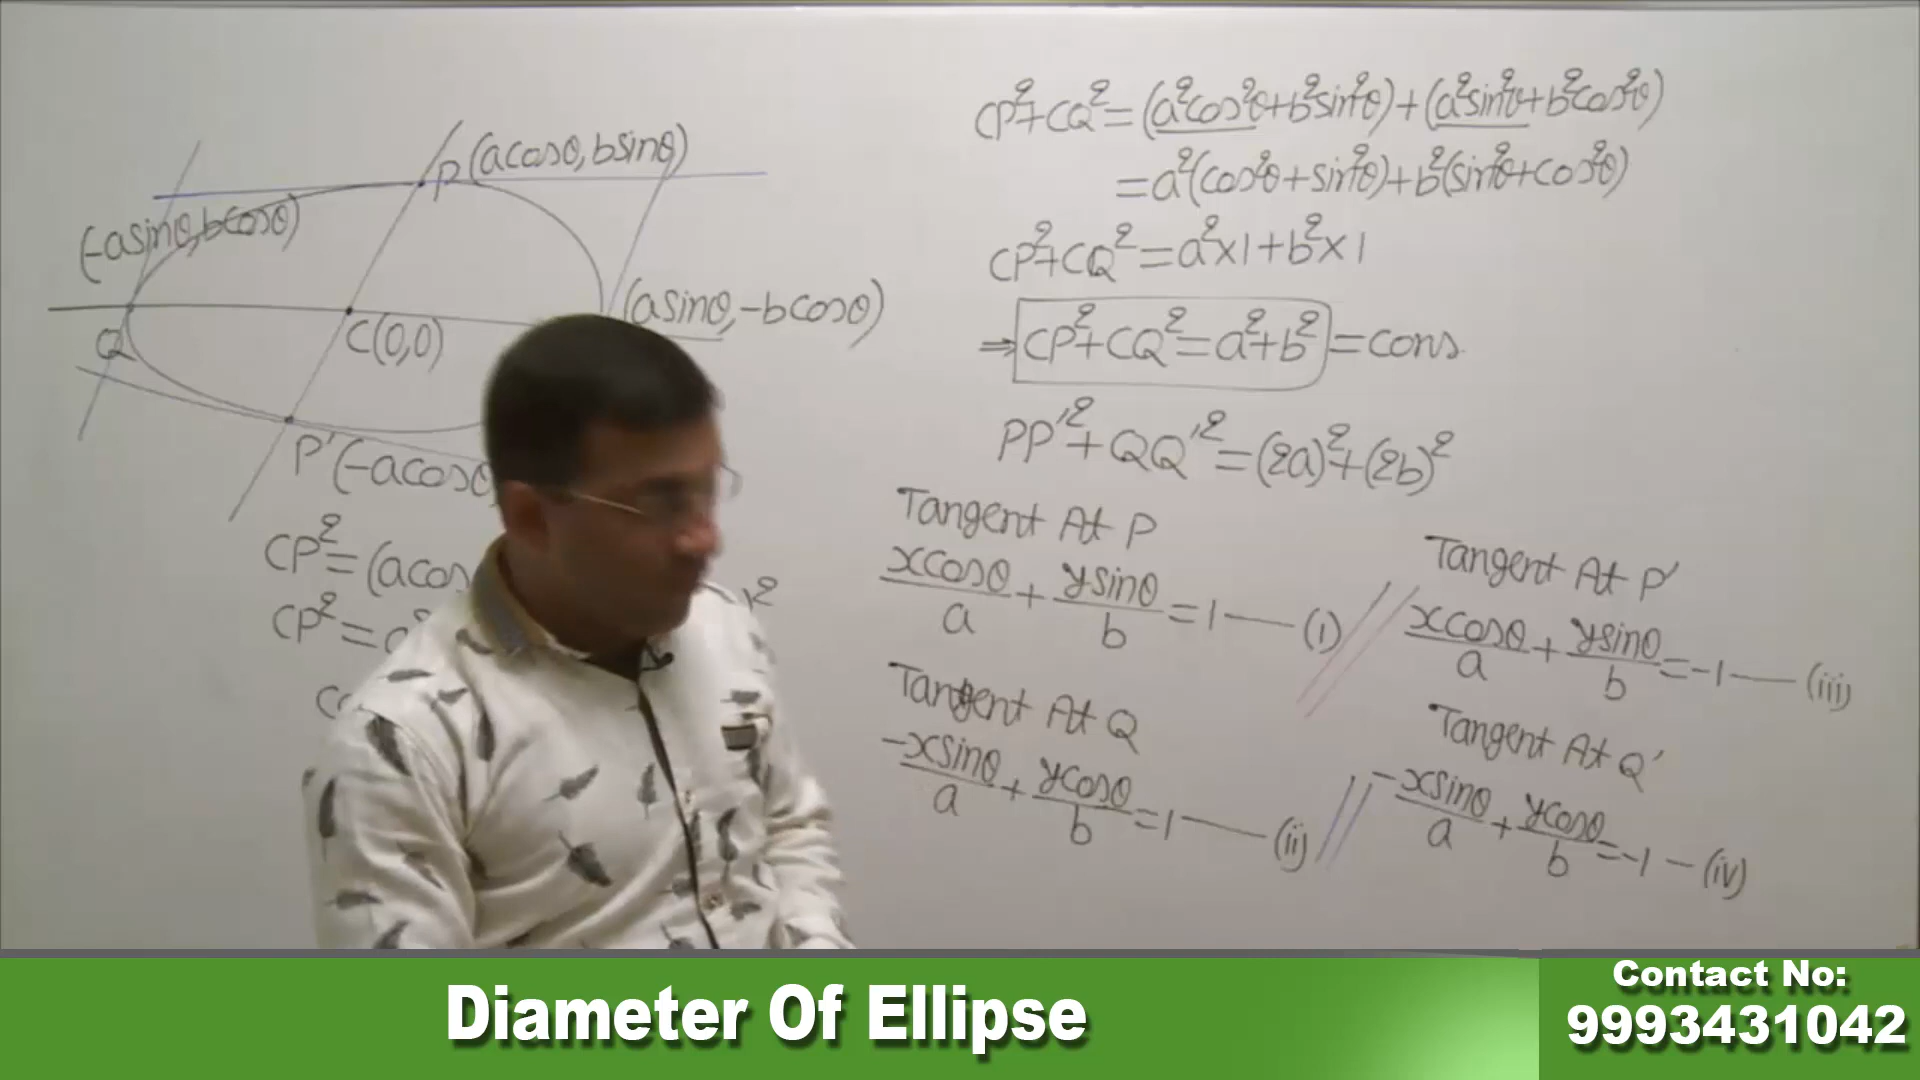 P(acosθ, bsinθ)
(-asinθ, bcosθ)
(asinθ, -bcosθ)
Q
C(0,0)
P'(-acosθ
CP²=(acos
CP²=a²
CP²+CQ²=(a²cos²θ+b²sin²θ)+(a²sin²θ+b²cos²θ)
=a²(cos²θ+sin²θ)+b²(sin²θ+cos²θ)
CP²+CQ²=a²×1+b²×1
⇒CP²+CQ²=a²+b²=cons
PP'²+QQ'²=(2a)²+(2b)²
Tangent At P
xcosθ/a + ysinθ/b = 1 — (i)
Tangent At P'
xcosθ/a + ysinθ/b = -1 — (iii)
Tangent At Q
-xsinθ/a + ycosθ/b = 1 — (ii)
Tangent At Q'
-xsinθ/a + ycosθ/b = -1 — (iv)
Diameter Of Ellipse
Contact No:
9993431042